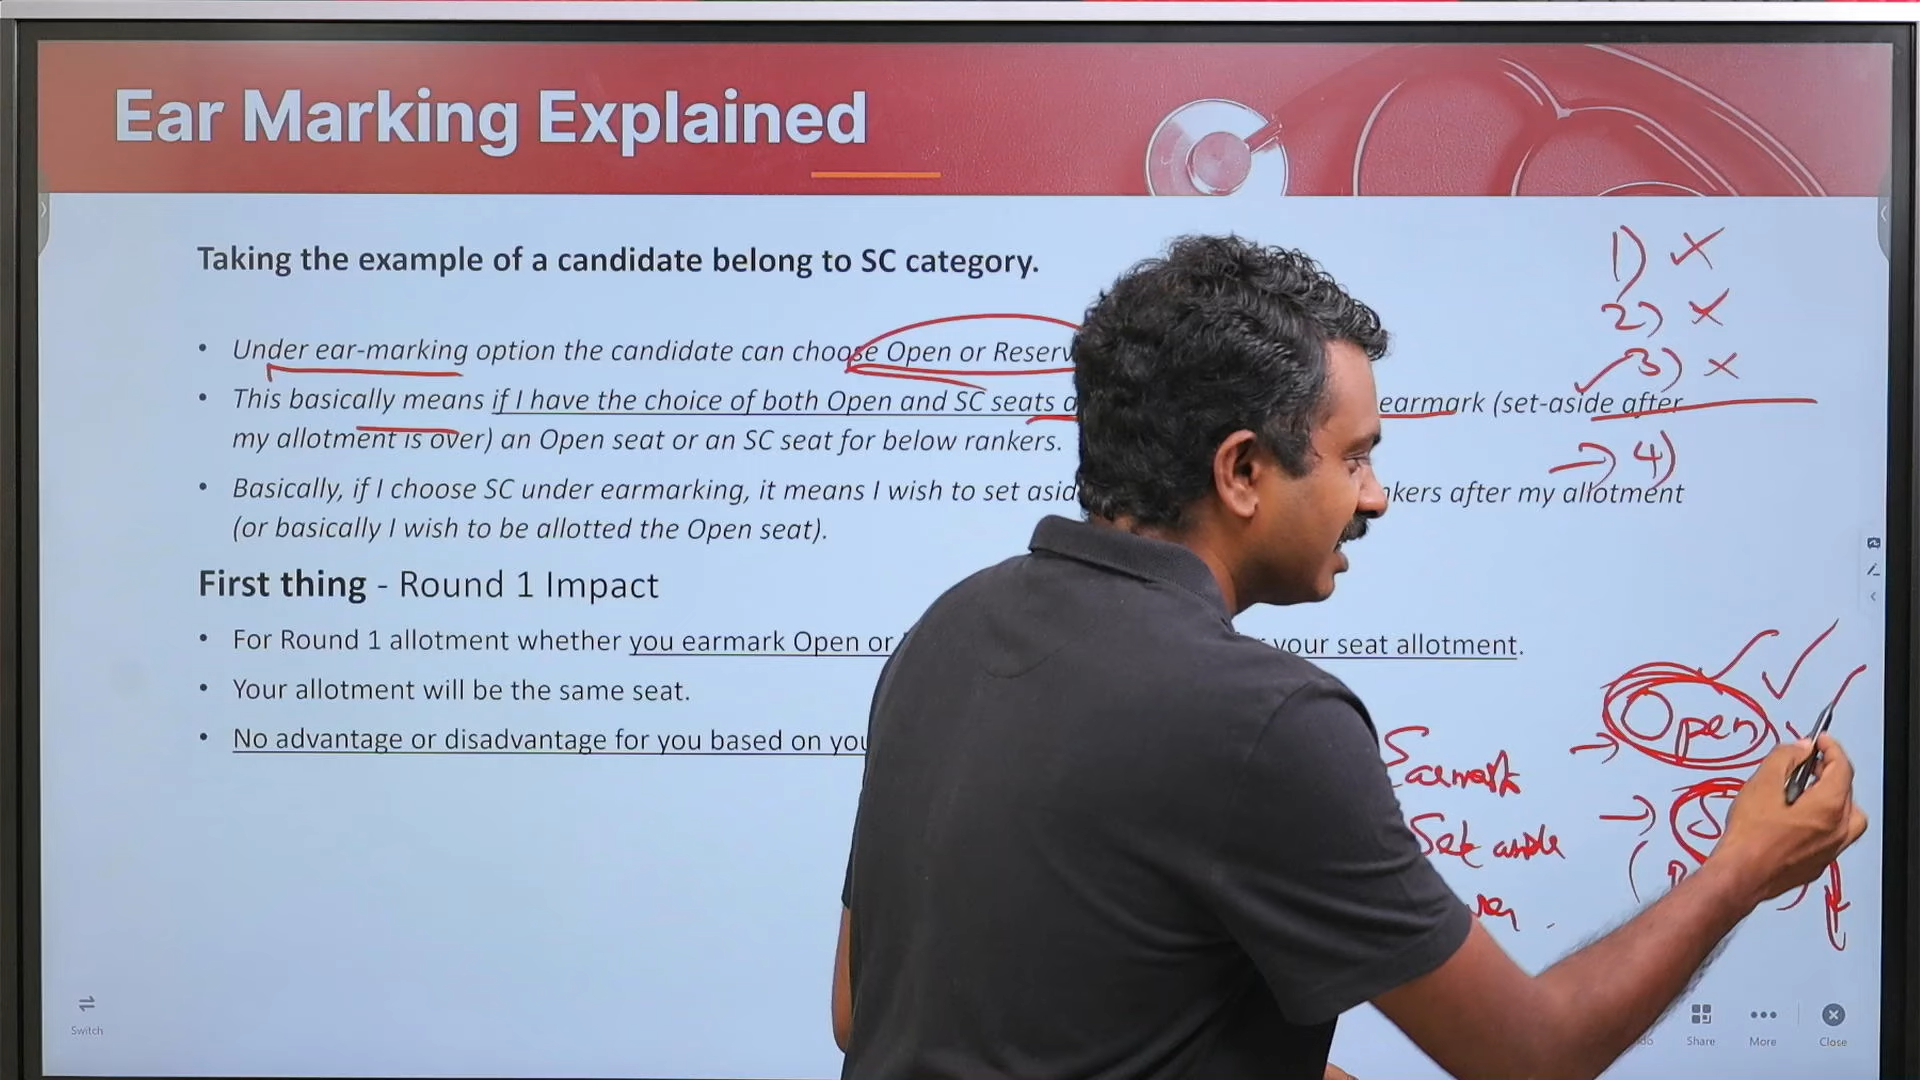 Ear Marking Explained
Taking the example of a candidate belong to SC category.
• Under ear-marking option the candidate can choose Open or
• This basically means if I have the choice of both Open and SC seats earmark (set-aside after
my allotment is over) an Open seat or an SC seat for below rankers.
• Basically, if I choose SC under earmarking, it means I wish to set after my allotment
(or basically I wish to be allotted the Open seat).
First thing - Round 1 Impact
• For Round 1 allotment whether you earmark Open or your seat allotment.
• Your allotment will be the same seat.
• No advantage or disadvantage for you based on
1)
2)
3)
4)
Open
Earmark
Set aside
Switch
Share
More
Close